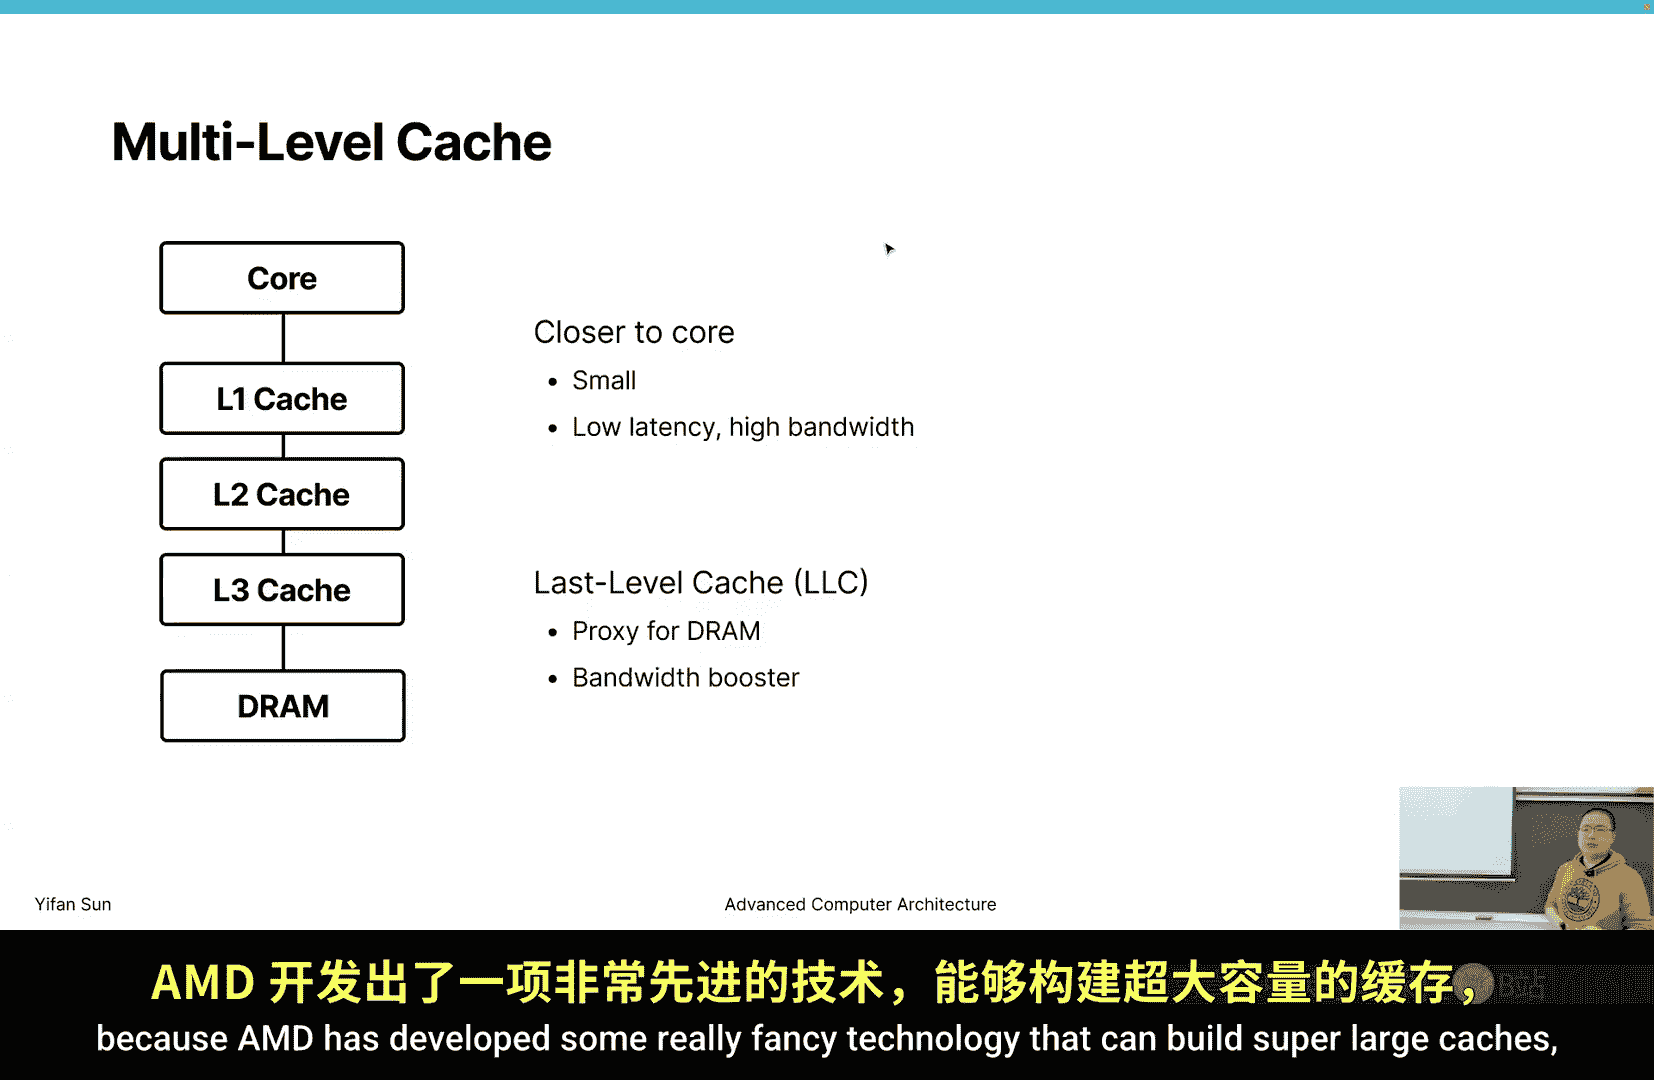 Multi-Level Cache
Core
L1 Cache
L2 Cache
L3 Cache
DRAM
Closer to core
• Small
• Low latency, high bandwidth
Last-Level Cache (LLC)
• Proxy for DRAM
• Bandwidth booster
Yifan Sun
Advanced Computer Architecture
AMD 开发出了一项非常先进的技术，能够构建超大容量的缓存，
because AMD has developed some really fancy technology that can build super large caches,